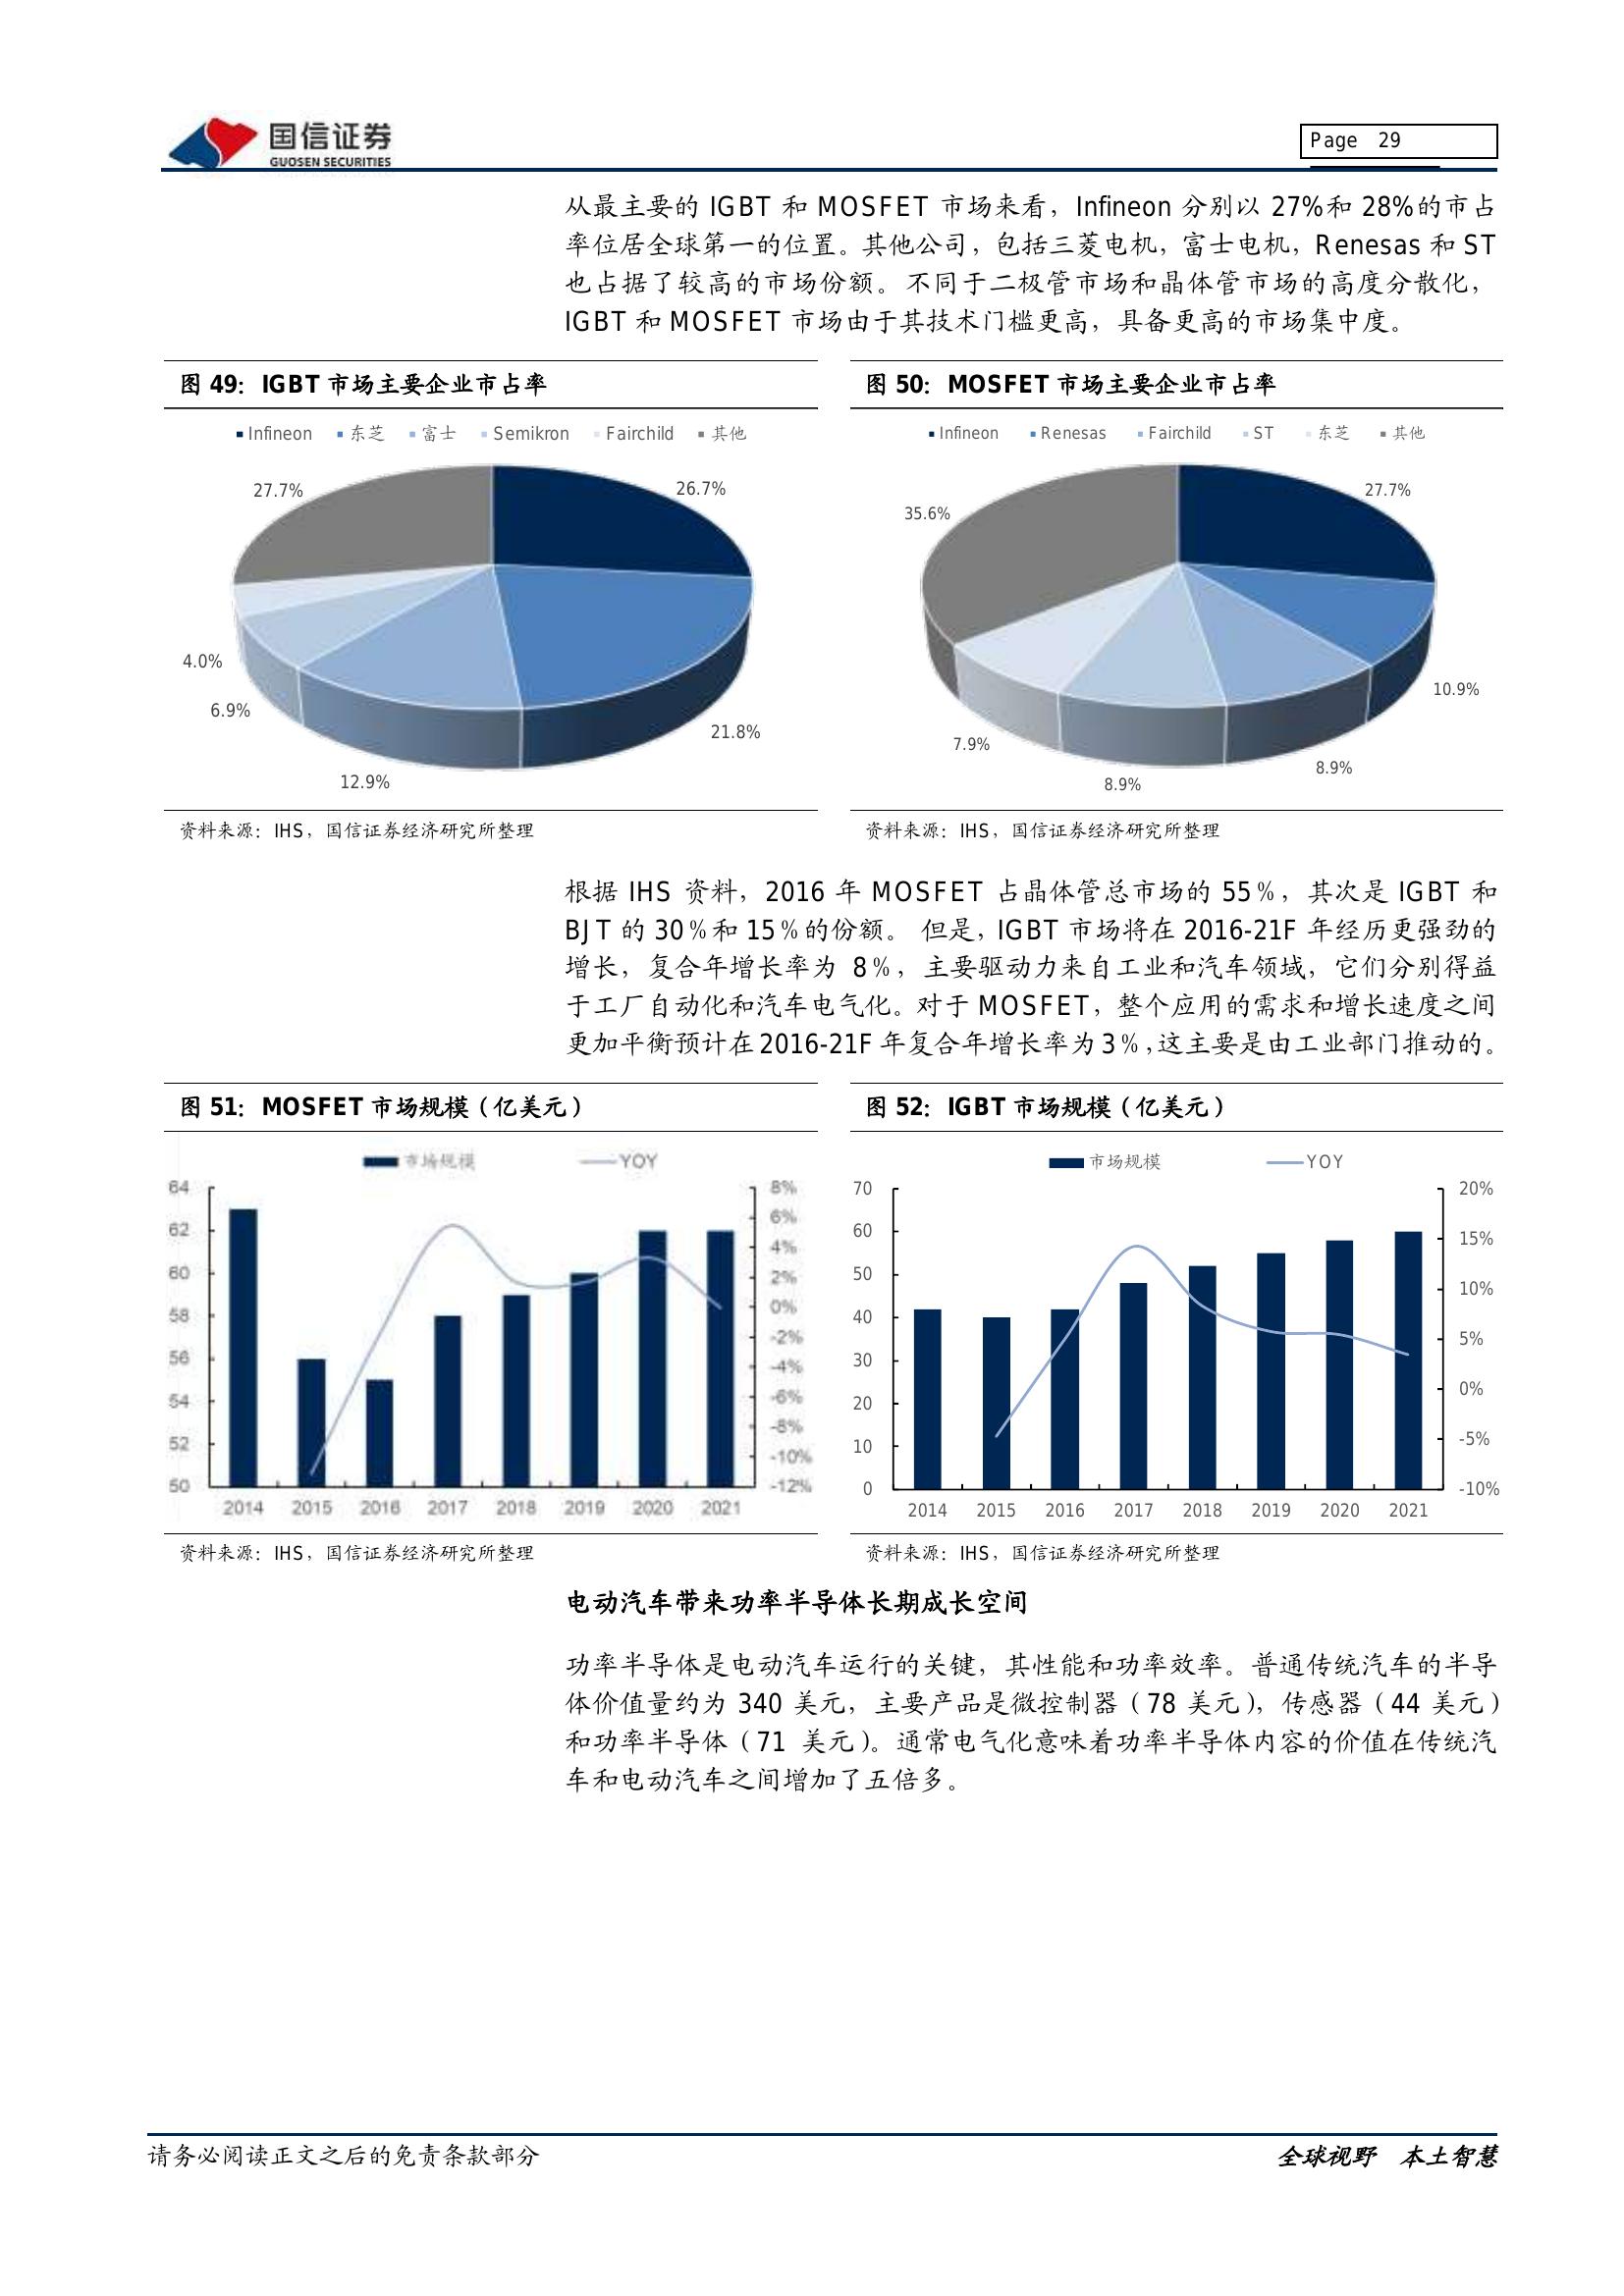 国信证券
GUOSEN SECURITIES
Page 29
从最主要的 IGBT 和 MOSFET 市场来看，Infineon 分别以 27%和 28%的市占
率位居全球第一的位置。其他公司，包括三菱电机，富士电机，Renesas 和 ST
也占据了较高的市场份额。不同于二极管市场和晶体管市场的高度分散化，
IGBT 和 MOSFET 市场由于其技术门槛更高，具备更高的市场集中度。
图 49：IGBT 市场主要企业市占率
Infineon 东芝 富士 Semikron Fairchild 其他
27.7%
26.7%
4.0%
6.9%
21.8%
12.9%
资料来源：IHS，国信证券经济研究所整理
图 50：MOSFET 市场主要企业市占率
Infineon Renesas Fairchild ST 东芝 其他
27.7%
35.6%
10.9%
7.9%
8.9%
8.9%
资料来源：IHS，国信证券经济研究所整理
根据 IHS 资料，2016 年 MOSFET 占晶体管总市场的 55％，其次是 IGBT 和
BJT 的 30％和 15％的份额。 但是，IGBT 市场将在 2016-21F 年经历更强劲的
增长，复合年增长率为 8％，主要驱动力来自工业和汽车领域，它们分别得益
于工厂自动化和汽车电气化。对于 MOSFET，整个应用的需求和增长速度之间
更加平衡预计在 2016-21F 年复合年增长率为 3％，这主要是由工业部门推动的。
图 51：MOSFET 市场规模（亿美元）
市场规模 YOY
64
62
60
58
56
54
52
50
8%
6%
4%
2%
0%
-2%
-4%
-6%
-8%
-10%
-12%
2014 2015 2016 2017 2018 2019 2020 2021
资料来源：IHS，国信证券经济研究所整理
图 52：IGBT 市场规模（亿美元）
市场规模 YOY
70
60
50
40
30
20
10
0
20%
15%
10%
5%
0%
-5%
-10%
2014 2015 2016 2017 2018 2019 2020 2021
资料来源：IHS，国信证券经济研究所整理
电动汽车带来功率半导体长期成长空间
功率半导体是电动汽车运行的关键，其性能和功率效率。普通传统汽车的半导
体价值量约为 340 美元，主要产品是微控制器（78 美元），传感器（44 美元）
和功率半导体（71 美元）。通常电气化意味着功率半导体内容的价值在传统汽
车和电动汽车之间增加了五倍多。
请务必阅读正文之后的免责条款部分
全球视野 本土智慧